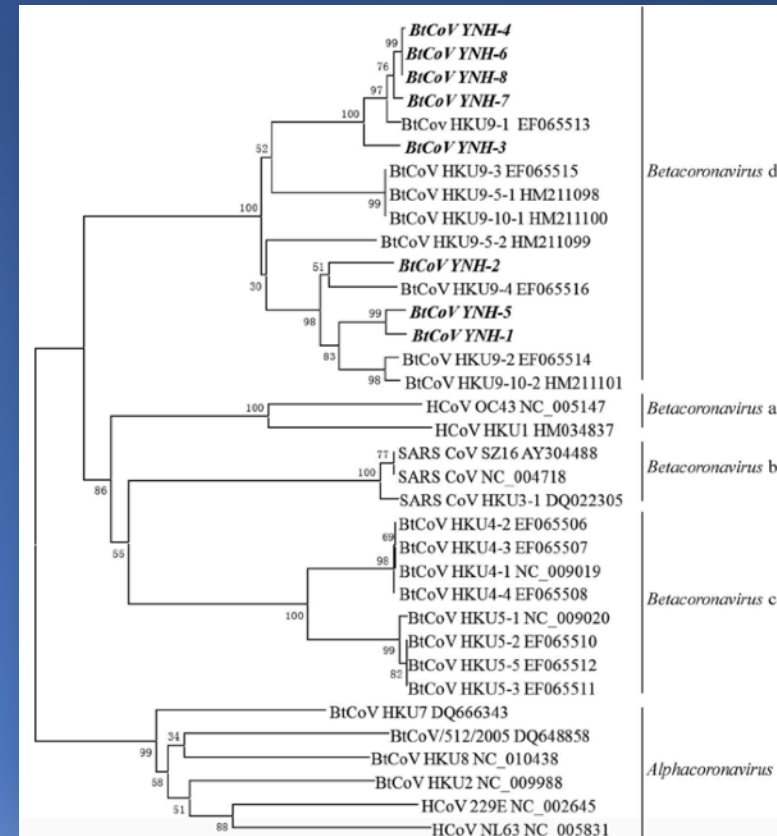 BtCoV YNH-4
99
BtCoV YNH-6
76
BtCoV YNH-8
97
BtCoV YNH-7
100
BtCov HKU9-1 EF065513
52
BtCoV YNH-3
BtCoV HKU9-3 EF065515
Betacoronavirus d
BtCoV HKU9-5-1 HM211098
99
100
BtCoV HKU9-10-1 HM211100
BtCoV HKU9-5-2 HM211099
51
BtCoV YNH-2
30
BtCoV HKU9-4 EF065516
98
99
BtCoV YNH-5
BtCoV YNH-1
83
BtCoV HKU9-2 EF065514
98
BtCoV HKU9-10-2 HM211101
100
HCoV OC43 NC_005147
Betacoronavirus a
HCoV HKU1 HM034837
77
SARS CoV SZ16 AY304488
100
SARS CoV NC_004718
Betacoronavirus b
86
SARS CoV HKU3-1 DQ022305
BtCoV HKU4-2 EF065506
69
55
BtCoV HKU4-3 EF065507
98
BtCoV HKU4-1 NC_009019
BtCoV HKU4-4 EF065508
Betacoronavirus c
100
BtCoV HKU5-1 NC_009020
BtCoV HKU5-2 EF065510
99
BtCoV HKU5-5 EF065512
82
BtCoV HKU5-3 EF065511
BtCoV HKU7 DQ666343
34
BtCoV/512/2005 DQ648858
99
BtCoV HKU8 NC_010438
Alphacoronavirus
58
BtCoV HKU2 NC_009988
51
HCoV 229E NC_002645
88
HCoV NL63 NC_005831